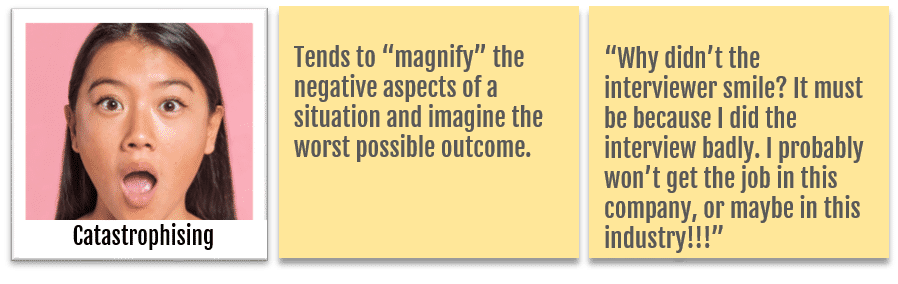 Catastrophising
Tends to “magnify” the
negative aspects of a
situation and imagine the
worst possible outcome.
“Why didn’t the
interviewer smile? It must
be because I did the
interview badly. I probably
won’t get the job in this
company, or maybe in this
industry!!!”